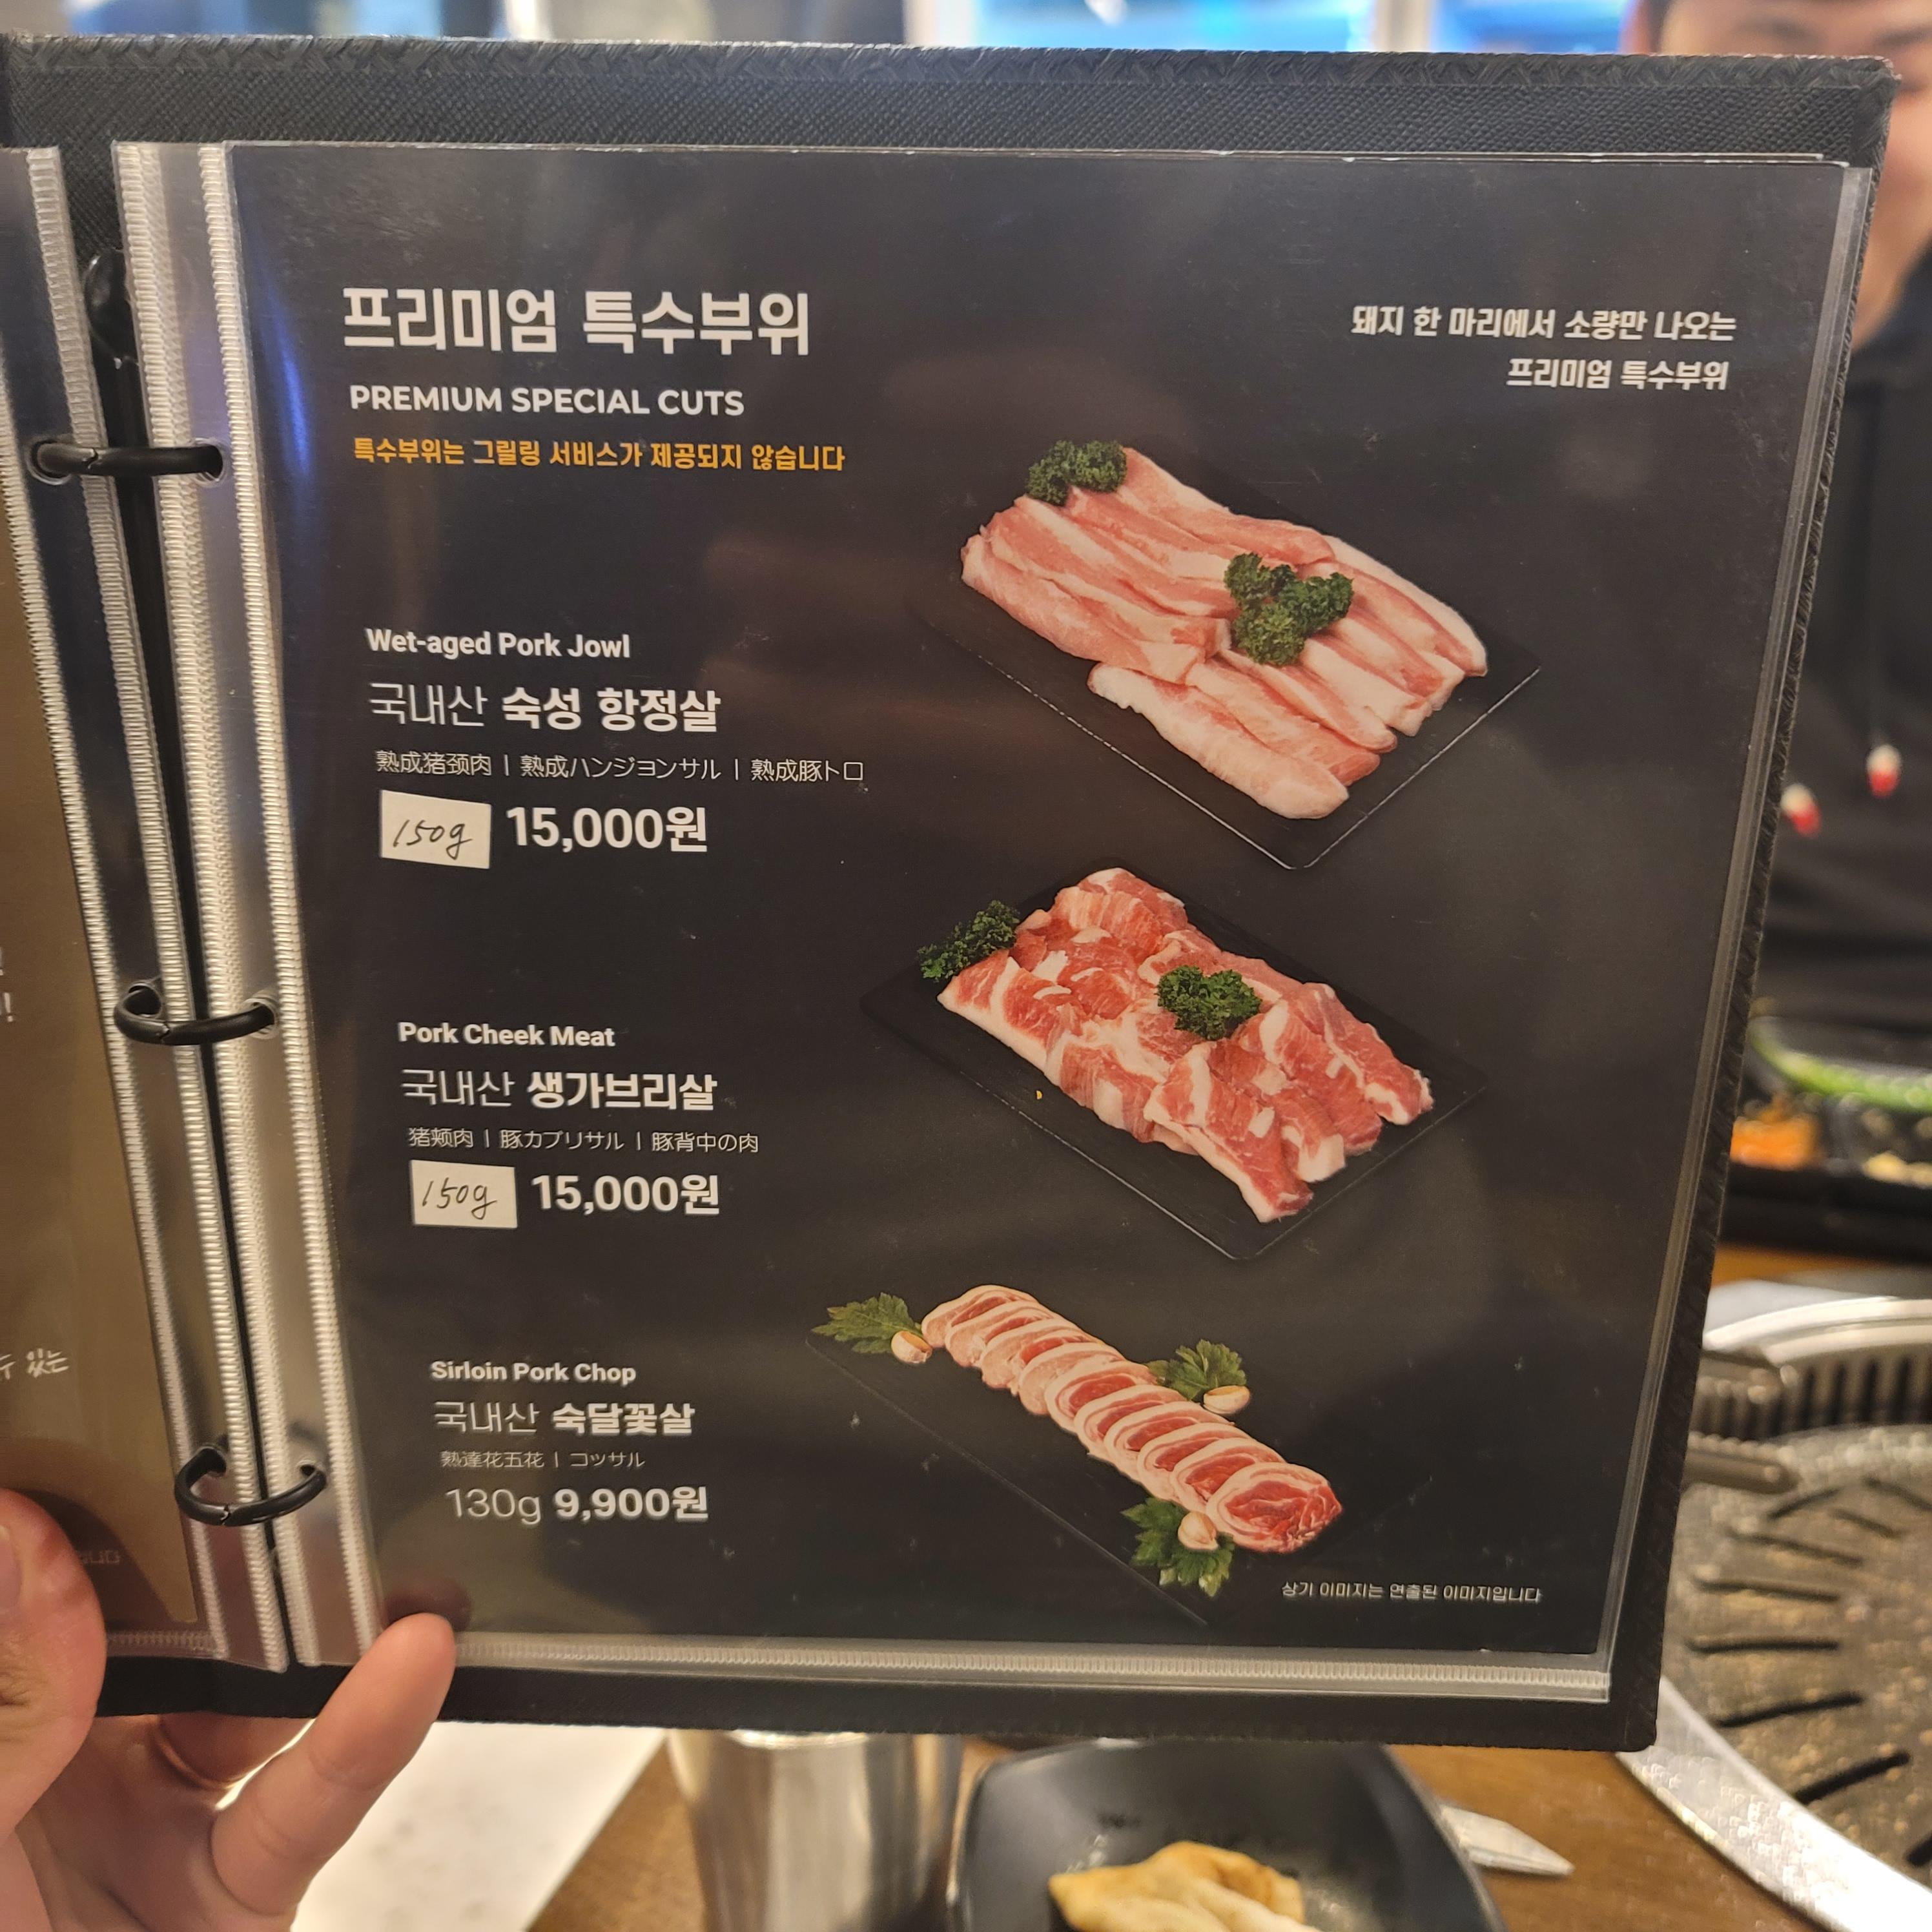 프리미엄 특수부위
PREMIUM SPECIAL CUTS
특수부위는 그릴링 서비스가 제공되지 않습니다
돼지 한 마리에서 소량만 나오는
프리미엄 특수부위
Wet-aged Pork Jowl
국내산 숙성 항정살
熟成猪颈肉 | 熟成ハンジョンサル | 熟成豚トロ
150g 15,000원
Pork Cheek Meat
국내산 생가브리살
猪颊肉 | 豚カブリサル | 豚背中の肉
150g 15,000원
Sirloin Pork Chop
국내산 숙달꽃살
熟達花五花 | コッサル
130g 9,900원
상기 이미지는 연출된 이미지입니다
있는